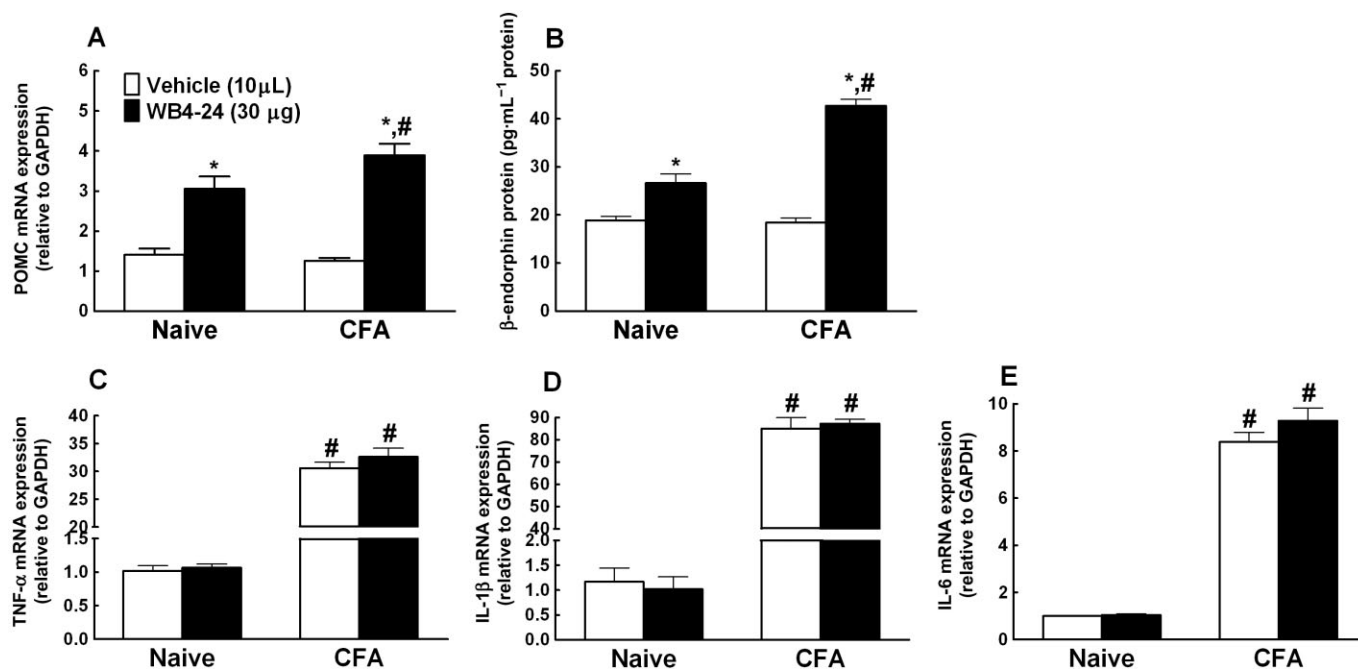 A
POMC mRNA expression
(relative to GAPDH)
6
5
4
3
2
1
0
Vehicle (10μL)
WB4-24 (30 μg)
*
*,#
Naive
CFA
B
β-endorphin protein (pg·mL⁻¹ protein)
50
40
30
20
10
0
*
*,#
Naive
CFA
C
TNF-α mRNA expression
(relative to GAPDH)
40
35
30
25
20
1.5
1.0
0.5
0.0
#
#
Naive
CFA
D
IL-1β mRNA expression
(relative to GAPDH)
90
80
70
60
50
40
2.0
1.5
1.0
0.5
0.0
#
#
Naive
CFA
E
IL-6 mRNA expression
(relative to GAPDH)
10
8
6
4
2
0
#
#
Naive
CFA